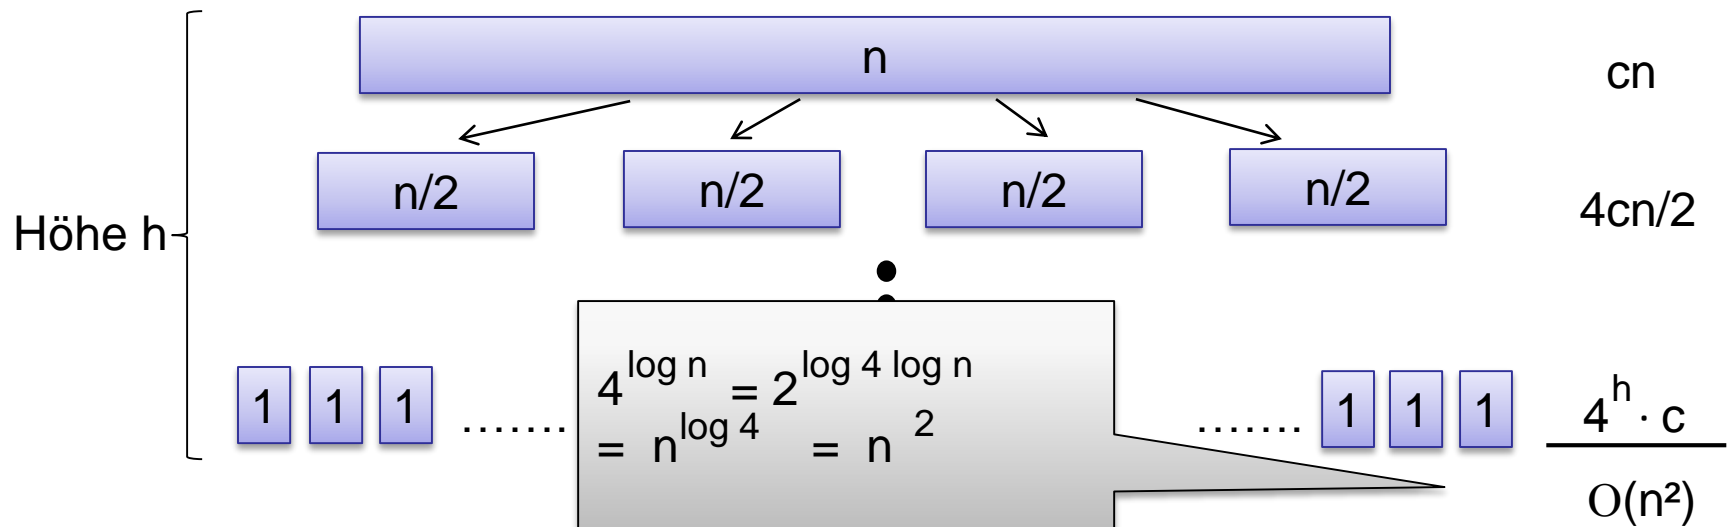 n
cn
n/2 n/2 n/2 n/2
4cn/2
Höhe h
1 1 1 ....... ....... 1 1 1
4^h · c
4^log n = 2^log 4 log n
= n^log 4 = n^2
O(n²)